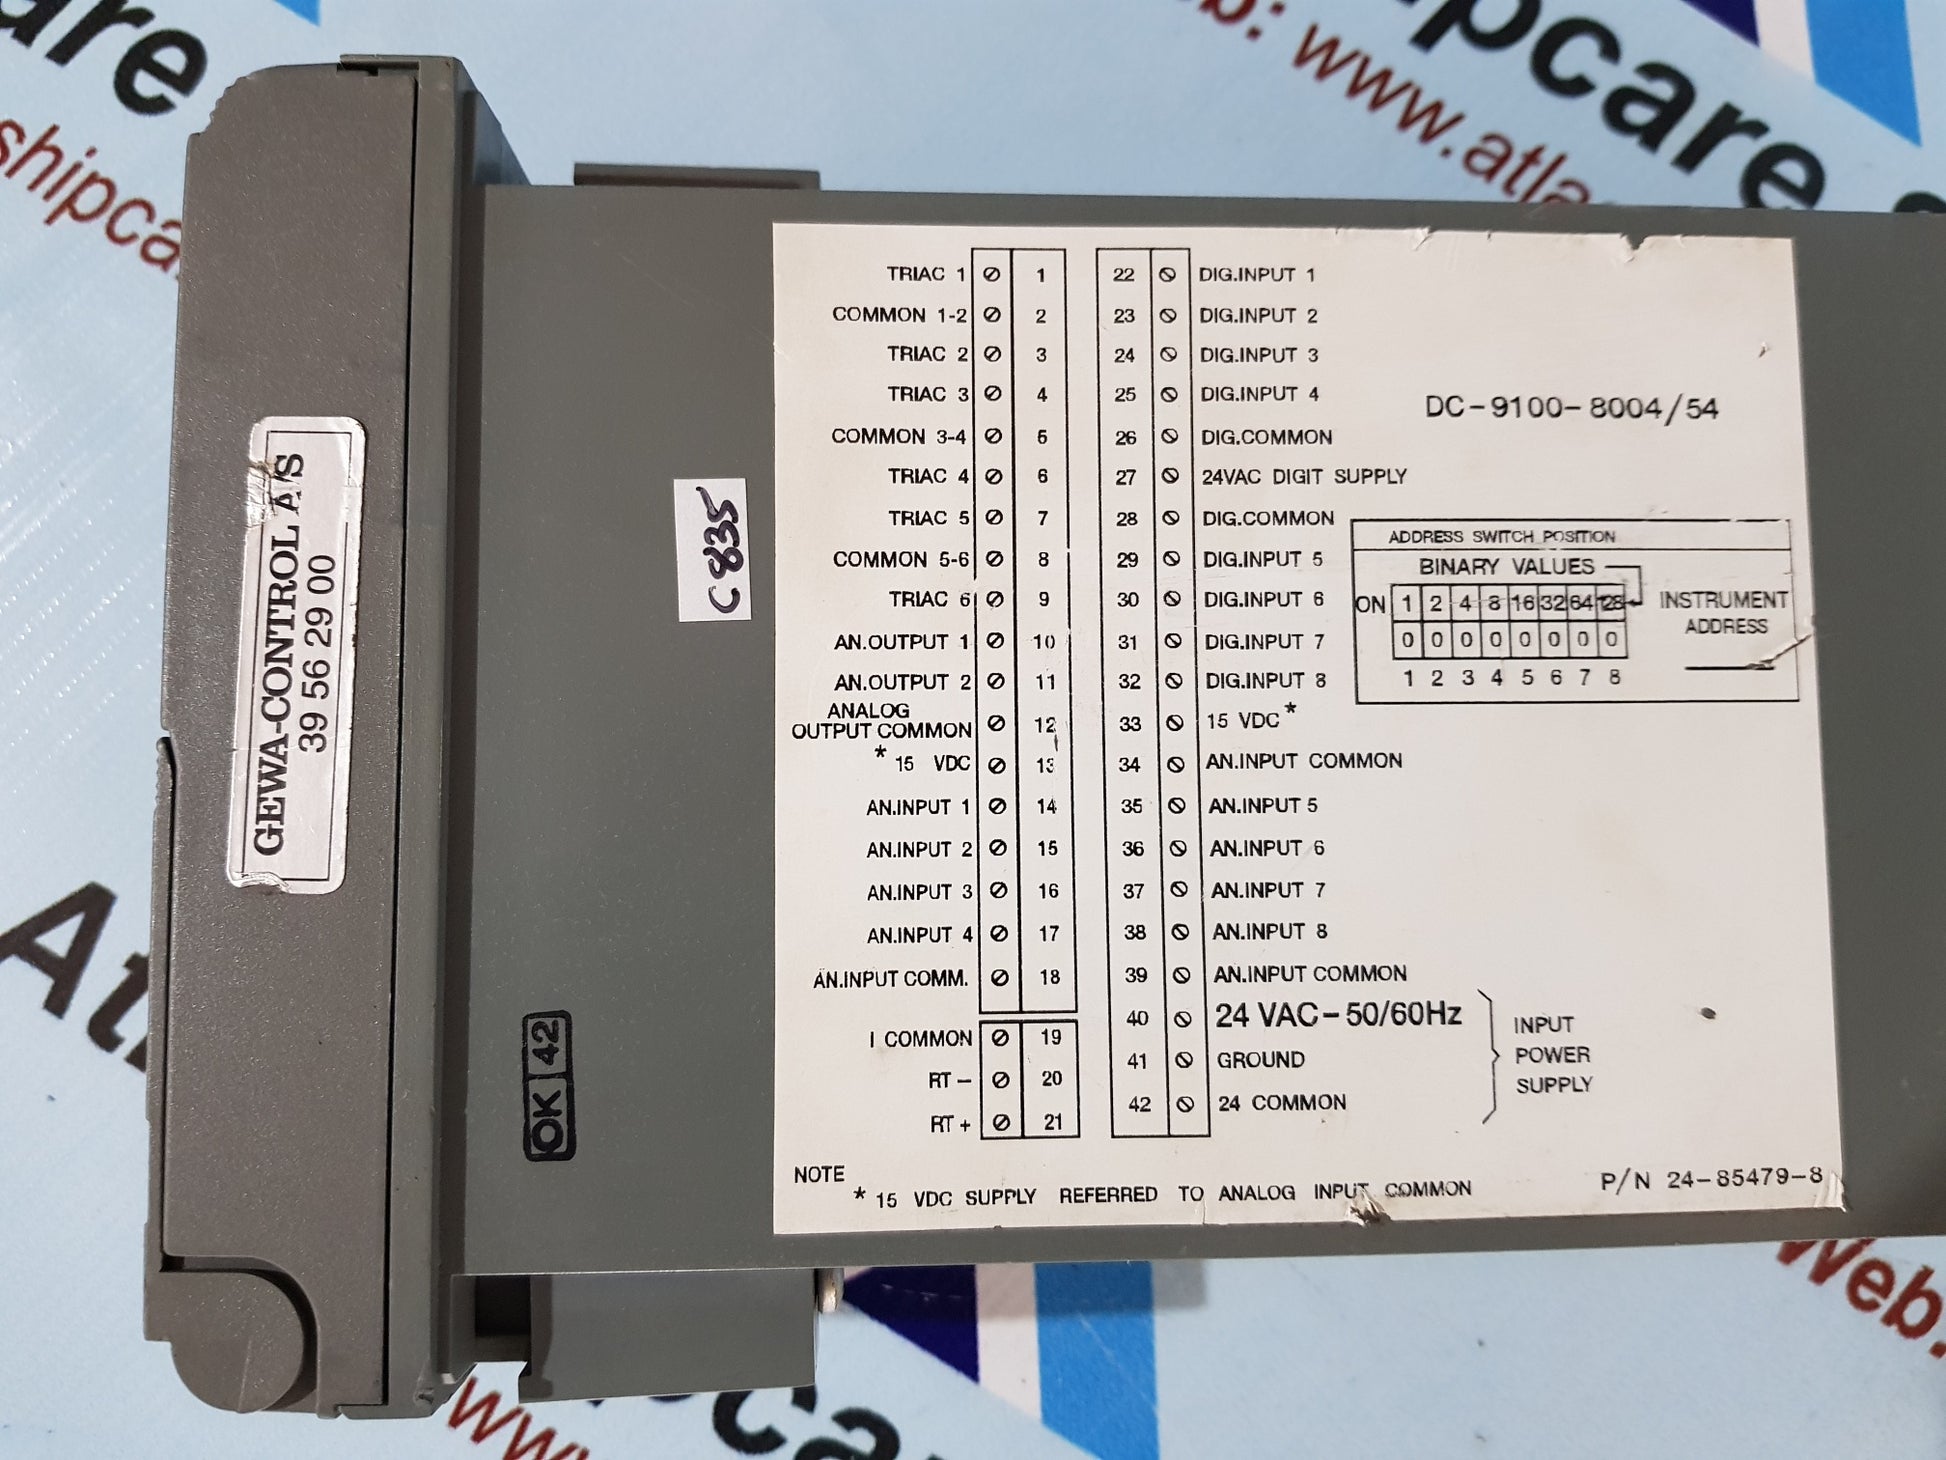 are
shipca
pcare
b: www.atla
GEWA-CONTROL A/S
39 56 29 00
C835
OK 42
TRIAC 1 1
COMMON 1-2 2
TRIAC 2 3
TRIAC 3 4
COMMON 3-4 5
TRIAC 4 6
TRIAC 5 7
COMMON 5-6 8
TRIAC 6 9
AN.OUTPUT 1 10
AN.OUTPUT 2 11
ANALOG
OUTPUT COMMON 12
* 15 VDC 13
AN.INPUT 1 14
AN.INPUT 2 15
AN.INPUT 3 16
AN.INPUT 4 17
AN.INPUT COMM. 18
I COMMON 19
RT - 20
RT + 21
22 DIG.INPUT 1
23 DIG.INPUT 2
24 DIG.INPUT 3
25 DIG.INPUT 4
26 DIG.COMMON
27 24VAC DIGIT SUPPLY
28 DIG.COMMON
29 DIG.INPUT 5
30 DIG.INPUT 6
31 DIG.INPUT 7
32 DIG.INPUT 8
33 15 VDC *
34 AN.INPUT COMMON
35 AN.INPUT 5
36 AN.INPUT 6
37 AN.INPUT 7
38 AN.INPUT 8
39 AN.INPUT COMMON
40 24 VAC - 50/60Hz
41 GROUND
42 24 COMMON
INPUT
POWER
SUPPLY
DC-9100-8004/54
ADDRESS SWITCH POSITION
BINARY VALUES
ON 1 2 4 8 16 32 64 128
0 0 0 0 0 0 0 0
1 2 3 4 5 6 7 8
INSTRUMENT
ADDRESS
NOTE
* 15 VDC SUPPLY REFERRED TO ANALOG INPUT COMMON
P/N 24-85479-8
Atl
Web.
www
care